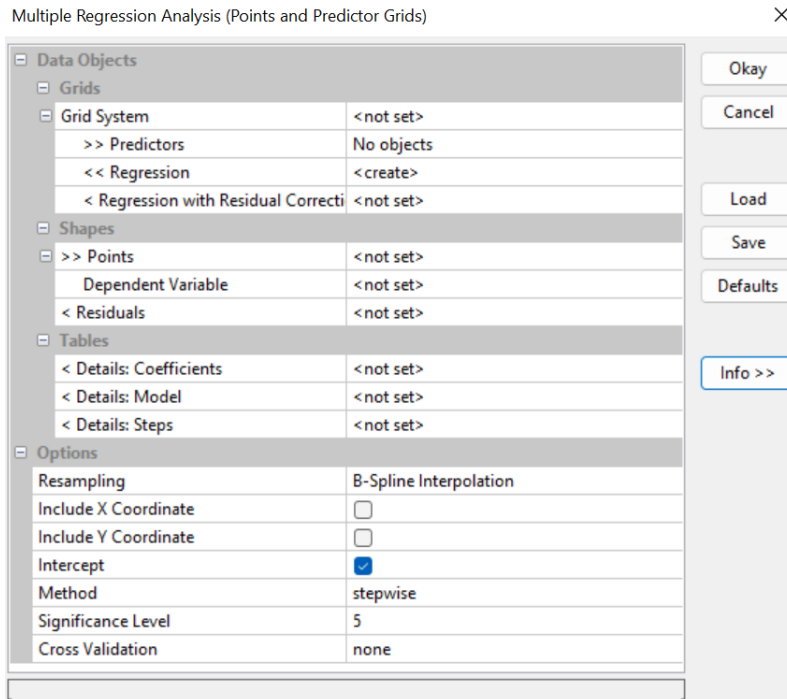 Multiple Regression Analysis (Points and Predictor Grids)
Data Objects
Grids
Grid System <not set>
>> Predictors No objects
<< Regression <create>
< Regression with Residual Correcti <not set>
Shapes
>> Points <not set>
Dependent Variable <not set>
< Residuals <not set>
Tables
< Details: Coefficients <not set>
< Details: Model <not set>
< Details: Steps <not set>
Options
Resampling B-Spline Interpolation
Include X Coordinate
Include Y Coordinate
Intercept
Method stepwise
Significance Level 5
Cross Validation none
Okay
Cancel
Load
Save
Defaults
Info >>